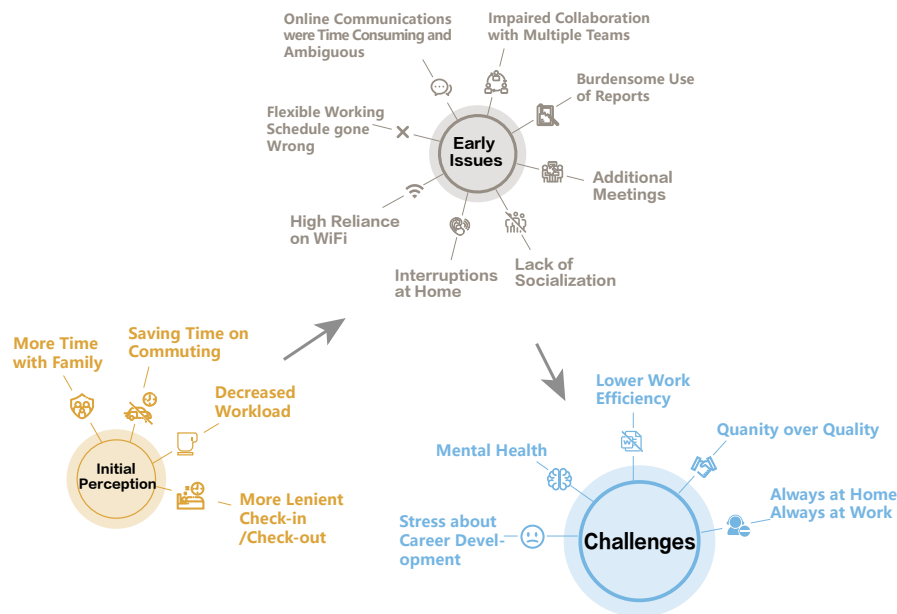 Online Communications
were Time Consuming and
Ambiguous
Impaired Collaboration
with Multiple Teams
Burdensome Use
of Reports
Flexible Working
Schedule gone
Wrong
Early
Issues
Additional
Meetings
High Reliance
on WiFi
Interruptions
at Home
Lack of
Socialization
More Time
with Family
Saving Time on
Commuting
Decreased
Workload
Initial
Perception
More Lenient
Check-in
/Check-out
Lower Work
Efficiency
Mental Health
Quanity over Quality
Always at Home
Always at Work
Stress about
Career Devel-
opment
Challenges